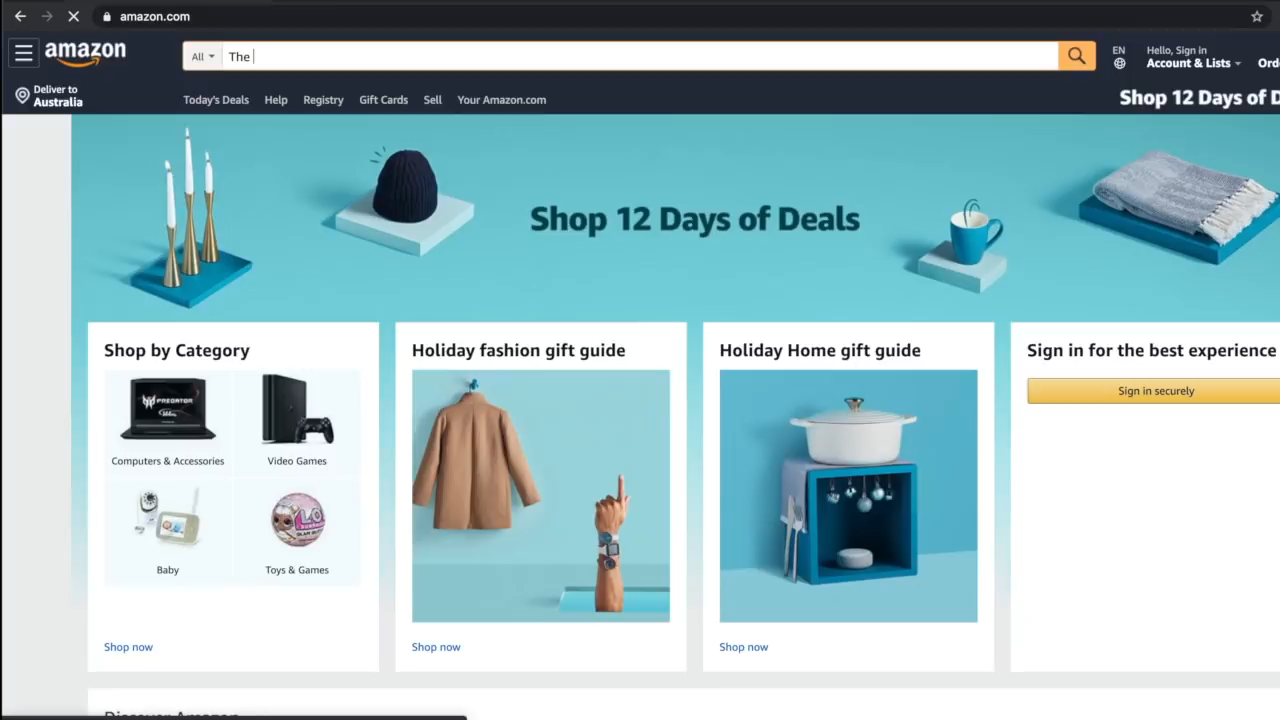 amazon.com
amazon
All
The
EN
Hello, Sign in
Account & Lists
Deliver to
Australia
Today's Deals
Help
Registry
Gift Cards
Sell
Your Amazon.com
Shop 12 Days of
Shop 12 Days of Deals
Shop by Category
PREDATOR
Computers & Accessories
Video Games
Baby
Toys & Games
Shop now
Holiday fashion gift guide
Shop now
Holiday Home gift guide
Shop now
Sign in for the best experience
Sign in securely
Discover Amazon